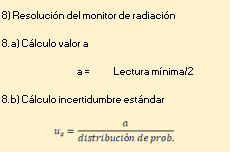 8) Resolución del monitor de radiación
8.a) Cálculo valor a
a = Lectura mínima/2
8.b) Cálculo incertidumbre estándar
u_s = a / distribución de prob.